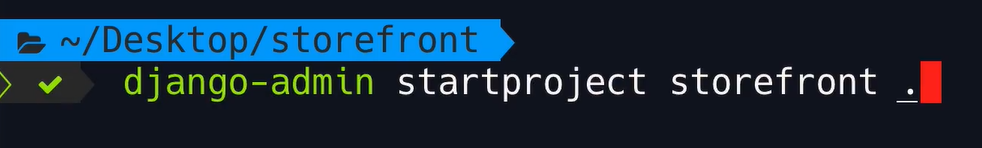 ~/Desktop/storefront
django-admin startproject storefront .